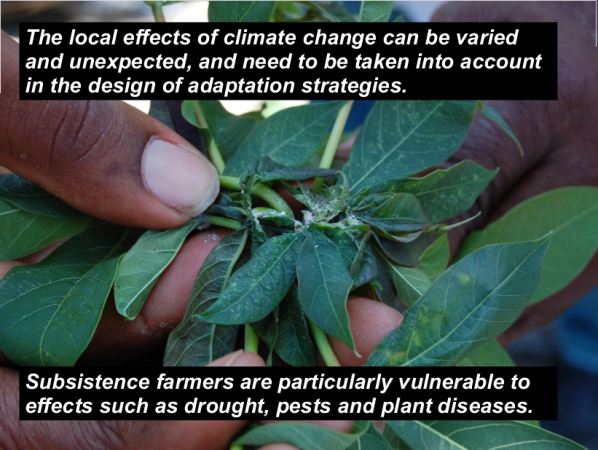 The local effects of climate change can be varied
and unexpected, and need to be taken into account
in the design of adaptation strategies.
Subsistence farmers are particularly vulnerable to
effects such as drought, pests and plant diseases.